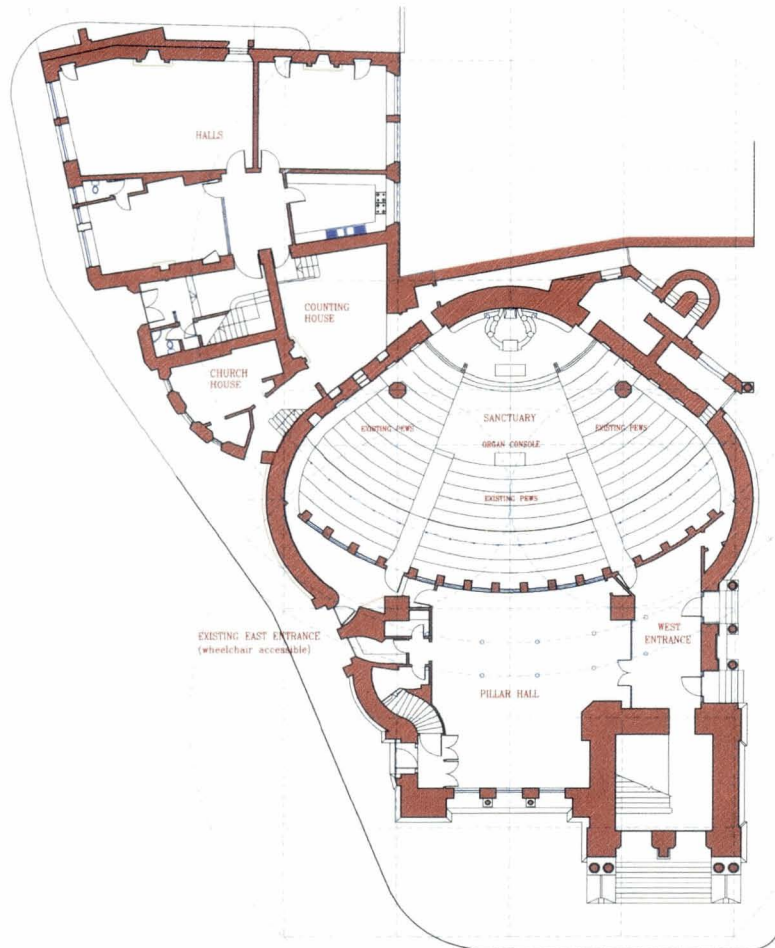 HALLS
COUNTING
HOUSE
CHURCH
HOUSE
SANCTUARY
EXISTING PEWS
ORGAN CONSOLE
EXISTING PEWS
EXISTING PEWS
EXISTING EAST ENTRANCE
(wheelchair accessible)
WEST
ENTRANCE
PILLAR HALL